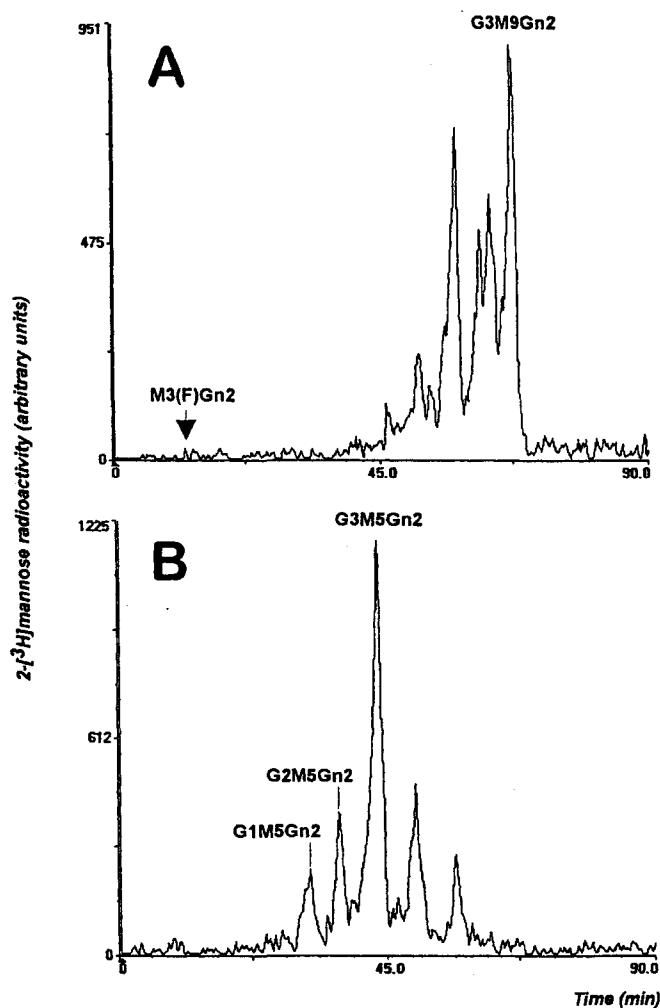 951
A
G3M9Gn2
475
M3(F)Gn2
0
0
45.0
90.0
2-[³H]mannose radioactivity (arbitrary units)
1225
B
G3M5Gn2
612
G2M5Gn2
G1M5Gn2
0
0
45.0
90.0
Time (min)